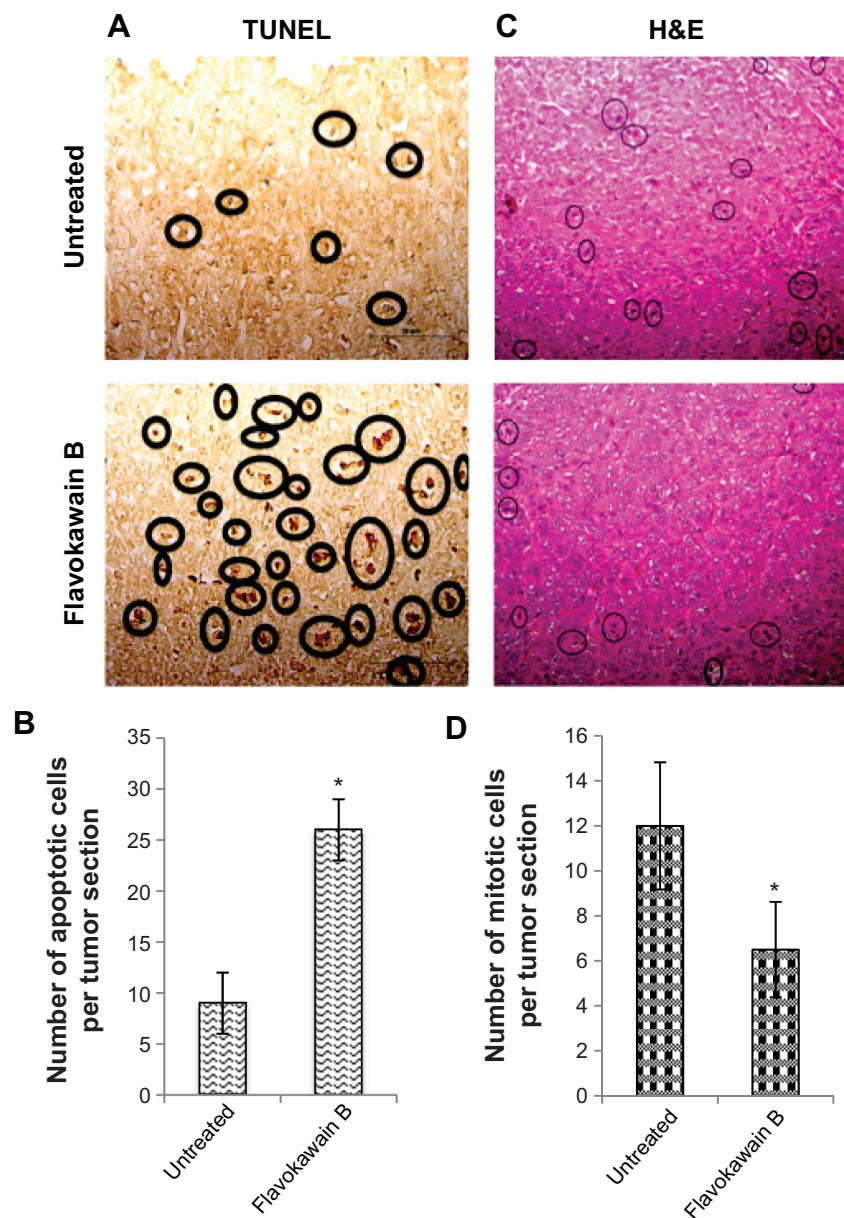 A
TUNEL
C
H&E
Untreated
Flavokawain B
B
Number of apoptotic cells
per tumor section
35
30
25
20
15
10
5
0
*
Untreated
Flavokawain B
D
Number of mitotic cells
per tumor section
16
14
12
10
8
6
4
2
0
*
Untreated
Flavokawain B